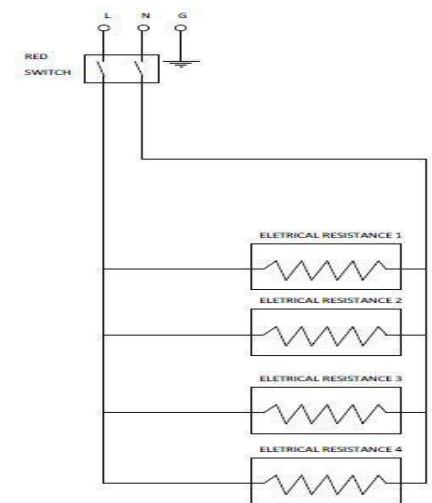 L N G
RED
SWITCH
ELETRICAL RESISTANCE 1
ELETRICAL RESISTANCE 2
ELETRICAL RESISTANCE 3
ELETRICAL RESISTANCE 4